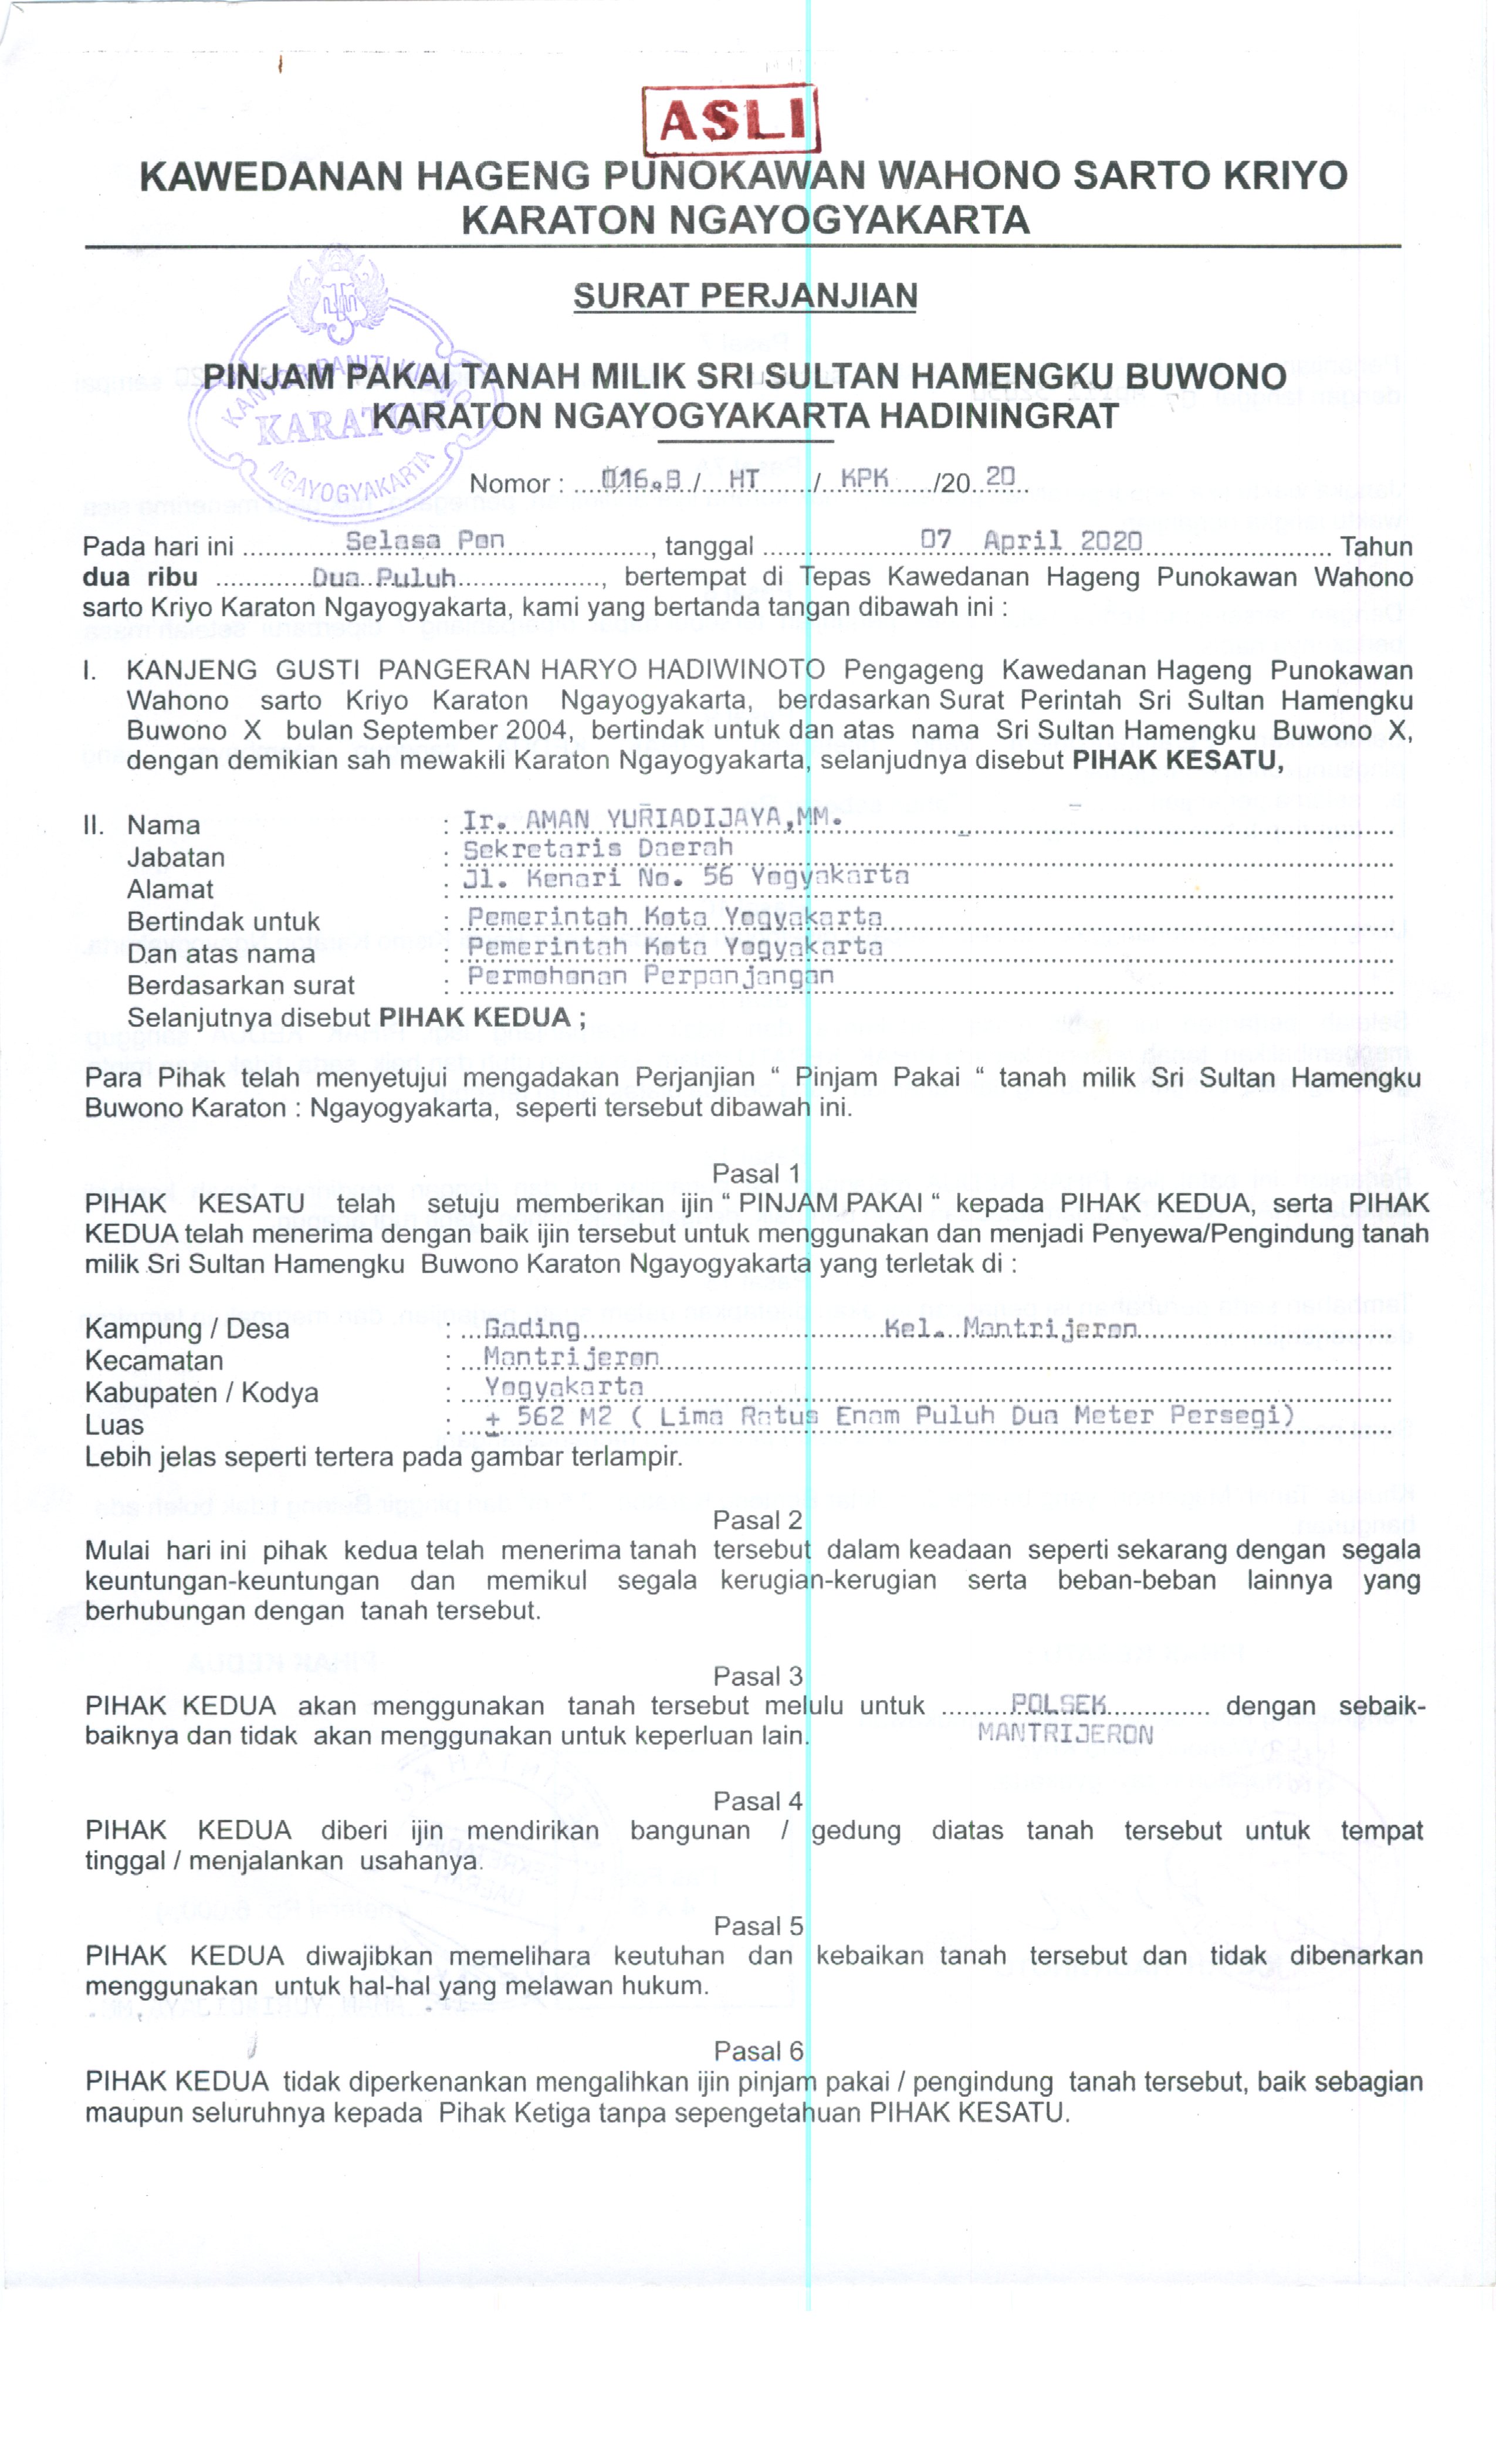 ASLI
KAWEDANAN HAGENG PUNOKAWAN WAHONO SARTO KRIYO
KARATON NGAYOGYAKARTA
SURAT PERJANJIAN
PINJAM PAKAI TANAH MILIK SRI SULTAN HAMENGKU BUWONO
KARATON NGAYOGYAKARTA HADININGRAT
KANTOR PANITI KISMO
KARATON
NGAYOGYAKARTA
Nomor : 016.B / HT / KPK /20 20
Pada hari ini Selasa Pon, tanggal 07 April 2020 Tahun
dua ribu Dua Puluh, bertempat di Tepas Kawedanan Hageng Punokawan Wahono
sarto Kriyo Karaton Ngayogyakarta, kami yang bertanda tangan dibawah ini :
I. KANJENG GUSTI PANGERAN HARYO HADIWINOTO Pengageng Kawedanan Hageng Punokawan
Wahono sarto Kriyo Karaton Ngayogyakarta, berdasarkan Surat Perintah Sri Sultan Hamengku
Buwono X bulan September 2004, bertindak untuk dan atas nama Sri Sultan Hamengku Buwono X,
dengan demikian sah mewakili Karaton Ngayogyakarta, selanjudnya disebut PIHAK KESATU,
II. Nama : Ir. AMAN YURIADIJAYA,MM.
Jabatan : Sekretaris Daerah
Alamat : Jl. Kenari No. 56 Yogyakarta
Bertindak untuk : Pemerintah Kota Yogyakarta
Dan atas nama : Pemerintah Kota Yogyakarta
Berdasarkan surat : Permohonan Perpanjangan
Selanjutnya disebut PIHAK KEDUA ;
Para Pihak telah menyetujui mengadakan Perjanjian “ Pinjam Pakai “ tanah milik Sri Sultan Hamengku
Buwono Karaton : Ngayogyakarta, seperti tersebut dibawah ini.
Pasal 1
PIHAK KESATU telah setuju memberikan ijin “ PINJAM PAKAI “ kepada PIHAK KEDUA, serta PIHAK
KEDUA telah menerima dengan baik ijin tersebut untuk menggunakan dan menjadi Penyewa/Pengindung tanah
milik Sri Sultan Hamengku Buwono Karaton Ngayogyakarta yang terletak di :
Kampung / Desa : Gading Kel. Mantrijeron
Kecamatan : Mantrijeron
Kabupaten / Kodya : Yogyakarta
Luas : ± 562 M2 ( Lima Ratus Enam Puluh Dua Meter Persegi)
Lebih jelas seperti tertera pada gambar terlampir.
Pasal 2
Mulai hari ini pihak kedua telah menerima tanah tersebut dalam keadaan seperti sekarang dengan segala
keuntungan-keuntungan dan memikul segala kerugian-kerugian serta beban-beban lainnya yang
berhubungan dengan tanah tersebut.
Pasal 3
PIHAK KEDUA akan menggunakan tanah tersebut melulu untuk POLSEK dengan sebaik-
baiknya dan tidak akan menggunakan untuk keperluan lain. MANTRIJERON
Pasal 4
PIHAK KEDUA diberi ijin mendirikan bangunan / gedung diatas tanah tersebut untuk tempat
tinggal / menjalankan usahanya.
Pasal 5
PIHAK KEDUA diwajibkan memelihara keutuhan dan kebaikan tanah tersebut dan tidak dibenarkan
menggunakan untuk hal-hal yang melawan hukum.
Pasal 6
PIHAK KEDUA tidak diperkenankan mengalihkan ijin pinjam pakai / pengindung tanah tersebut, baik sebagian
maupun seluruhnya kepada Pihak Ketiga tanpa sepengetahuan PIHAK KESATU.